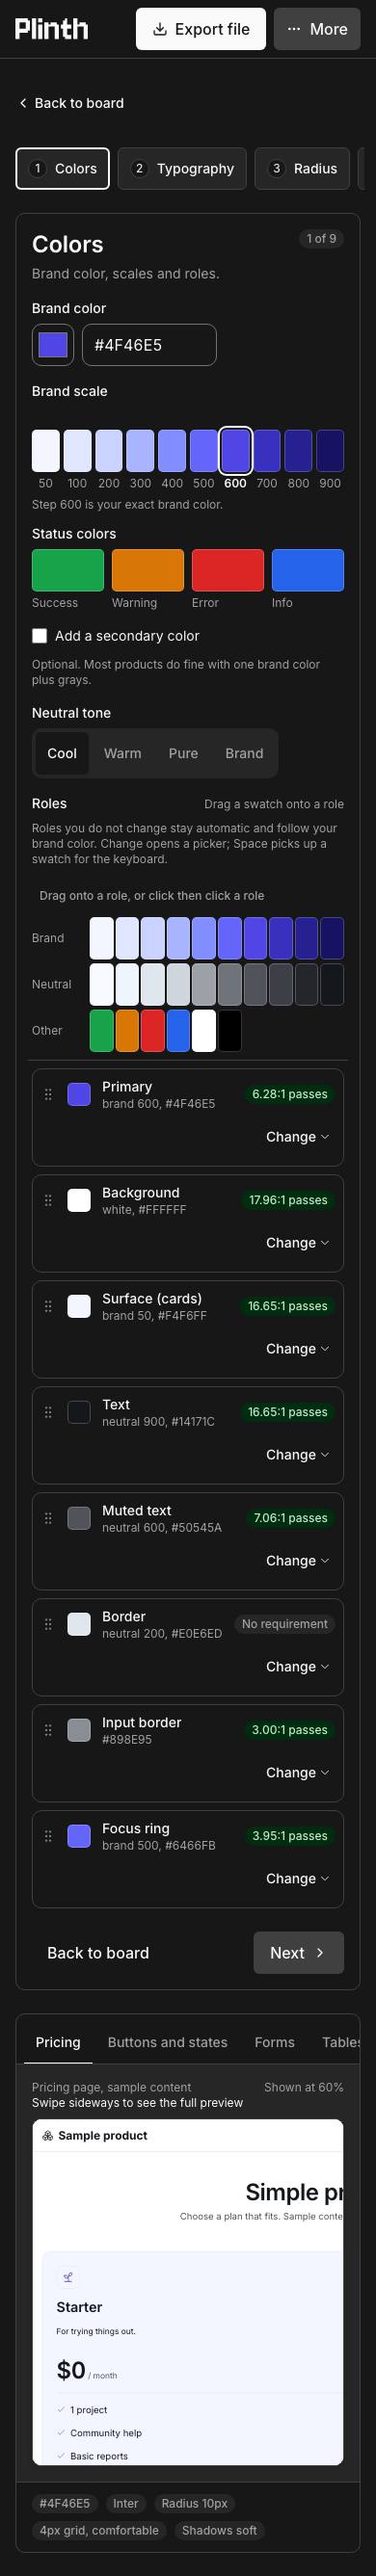 Plinth
Export file
More
Back to board
1 Colors
2 Typography
3 Radius
Colors
1 of 9
Brand color, scales and roles.
Brand color
#4F46E5
Brand scale
50 100 200 300 400 500 600 700 800 900
Step 600 is your exact brand color.
Status colors
Success Warning Error Info
Add a secondary color
Optional. Most products do fine with one brand color
plus grays.
Neutral tone
Cool Warm Pure Brand
Roles
Drag a swatch onto a role
Roles you do not change stay automatic and follow your
brand color. Change opens a picker; Space picks up a
swatch for the keyboard.
Drag onto a role, or click then click a role
Brand
Neutral
Other
Primary
brand 600, #4F46E5
6.28:1 passes
Change
Background
white, #FFFFFF
17.96:1 passes
Change
Surface (cards)
brand 50, #F4F6FF
16.65:1 passes
Change
Text
neutral 900, #14171C
16.65:1 passes
Change
Muted text
neutral 600, #50545A
7.06:1 passes
Change
Border
neutral 200, #E0E6ED
No requirement
Change
Input border
#898E95
3.00:1 passes
Change
Focus ring
brand 500, #6466FB
3.95:1 passes
Change
Back to board
Next
Pricing Buttons and states Forms Tables
Pricing page, sample content
Shown at 60%
Swipe sideways to see the full preview
Sample product
Simple pr
Choose a plan that fits. Sample conte
Starter
For trying things out.
$0 / month
1 project
Community help
Basic reports
#4F46E5 Inter Radius 10px
4px grid, comfortable Shadows soft